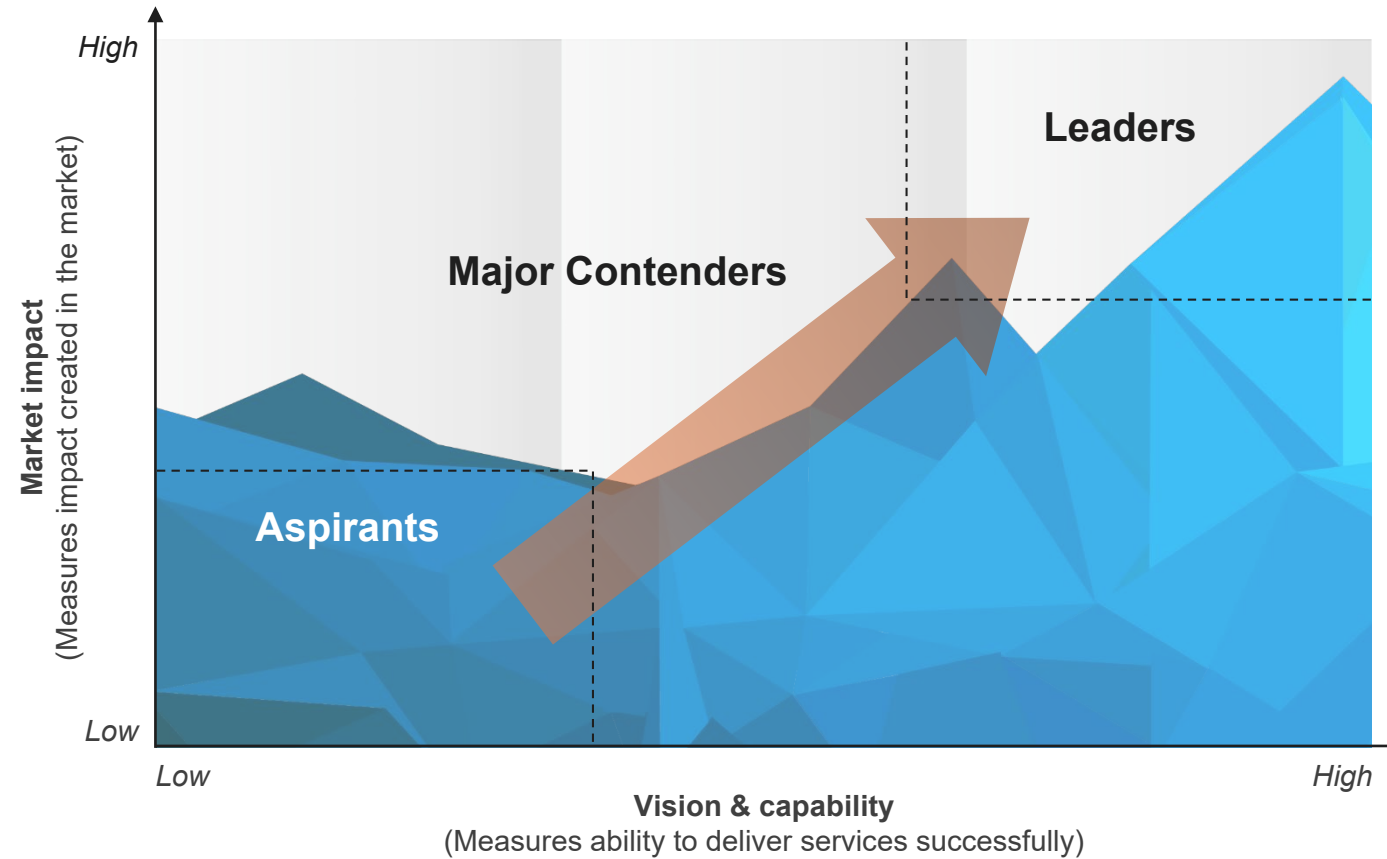 High
Leaders
Major Contenders
Market impact
(Measures impact created in the market)
Aspirants
Low
Low
High
Vision & capability
(Measures ability to deliver services successfully)